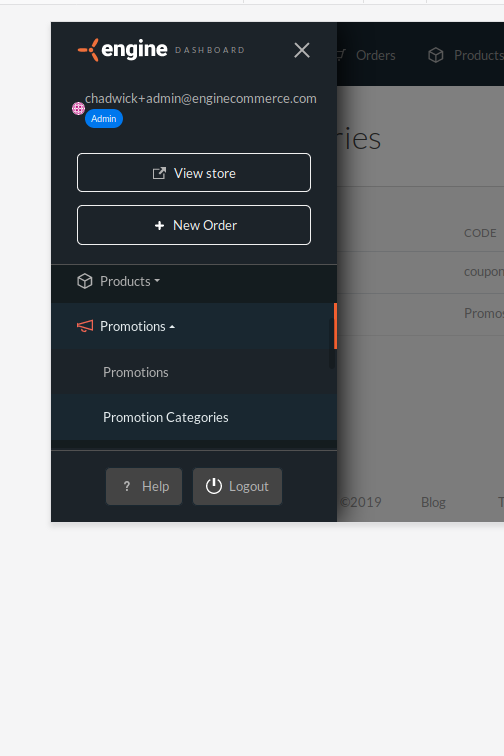 engine DASHBOARD
Orders
Products
chadwick+admin@enginecommerce.com
Admin
View store
New Order
CODE
Products
coupon
Promotions
Promos
Promotions
Promotion Categories
? Help
Logout
©2019
Blog